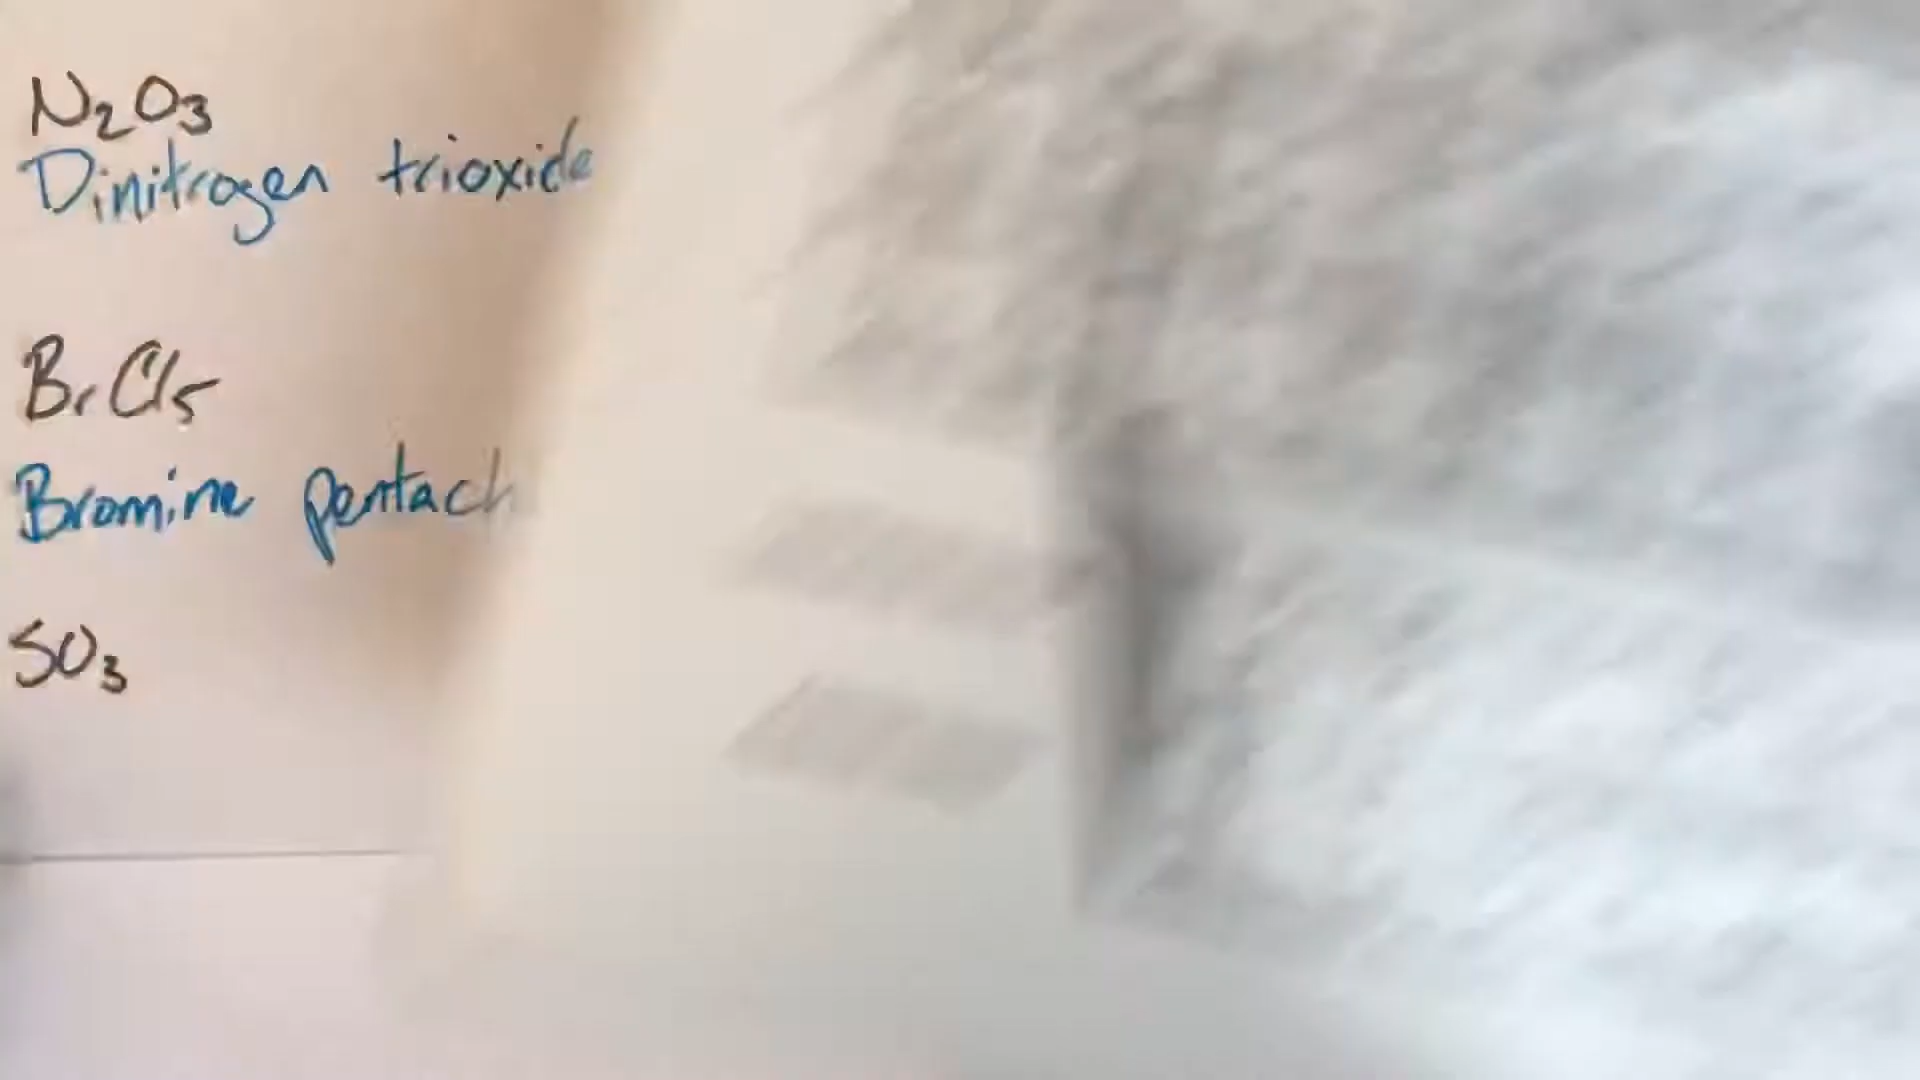 N₂O₃
Dinitrogen trioxide
BrCl₅
Bromine pentach
SO₃